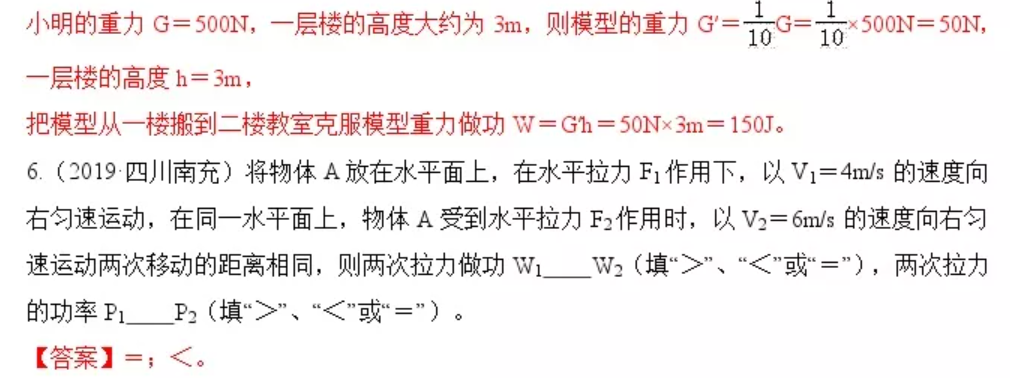 小明的重力 G＝500N，一层楼的高度大约为 3m，则模型的重力 G′＝1/10G＝1/10×500N＝50N，
一层楼的高度 h＝3m，
把模型从一楼搬到二楼教室克服模型重力做功 W＝G′h＝50N×3m＝150J。
6.（2019·四川南充）将物体 A 放在水平面上，在水平拉力 F₁作用下，以 V₁＝4m/s 的速度向
右匀速运动，在同一水平面上，物体 A 受到水平拉力 F₂作用时，以 V₂＝6m/s 的速度向右匀
速运动两次移动的距离相同，则两次拉力做功 W₁____W₂（填“＞”、“＜”或“＝”），两次拉力
的功率 P₁____P₂（填“＞”、“＜”或“＝”）。
【答案】＝；＜。